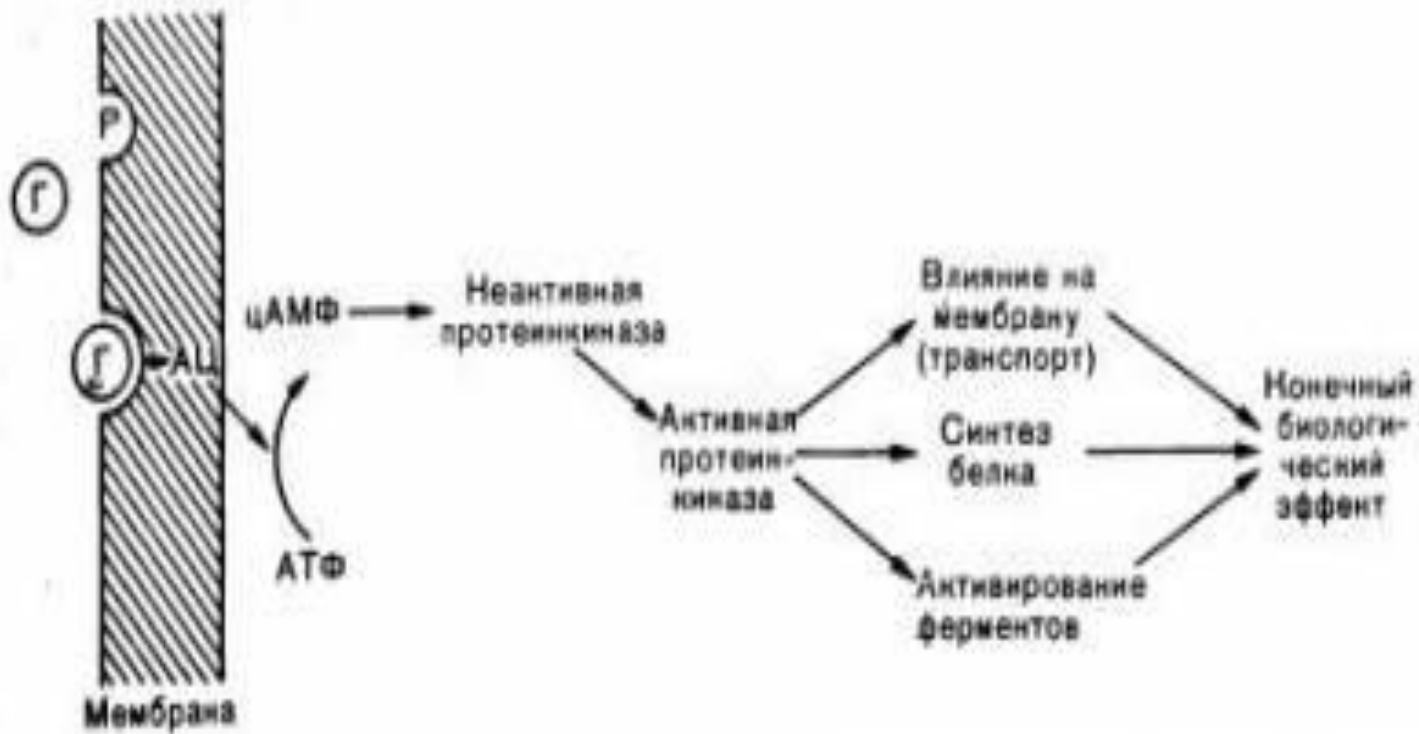 Р
Г
Г
АЦ
цАМФ
АТФ
Мембрана
Неактивная
протеинкиназа
Активная
протеин-
киназа
Влияние на
мембрану
(транспорт)
Синтез
белка
Активирование
ферментов
Конечный
биологи-
ческий
эффект